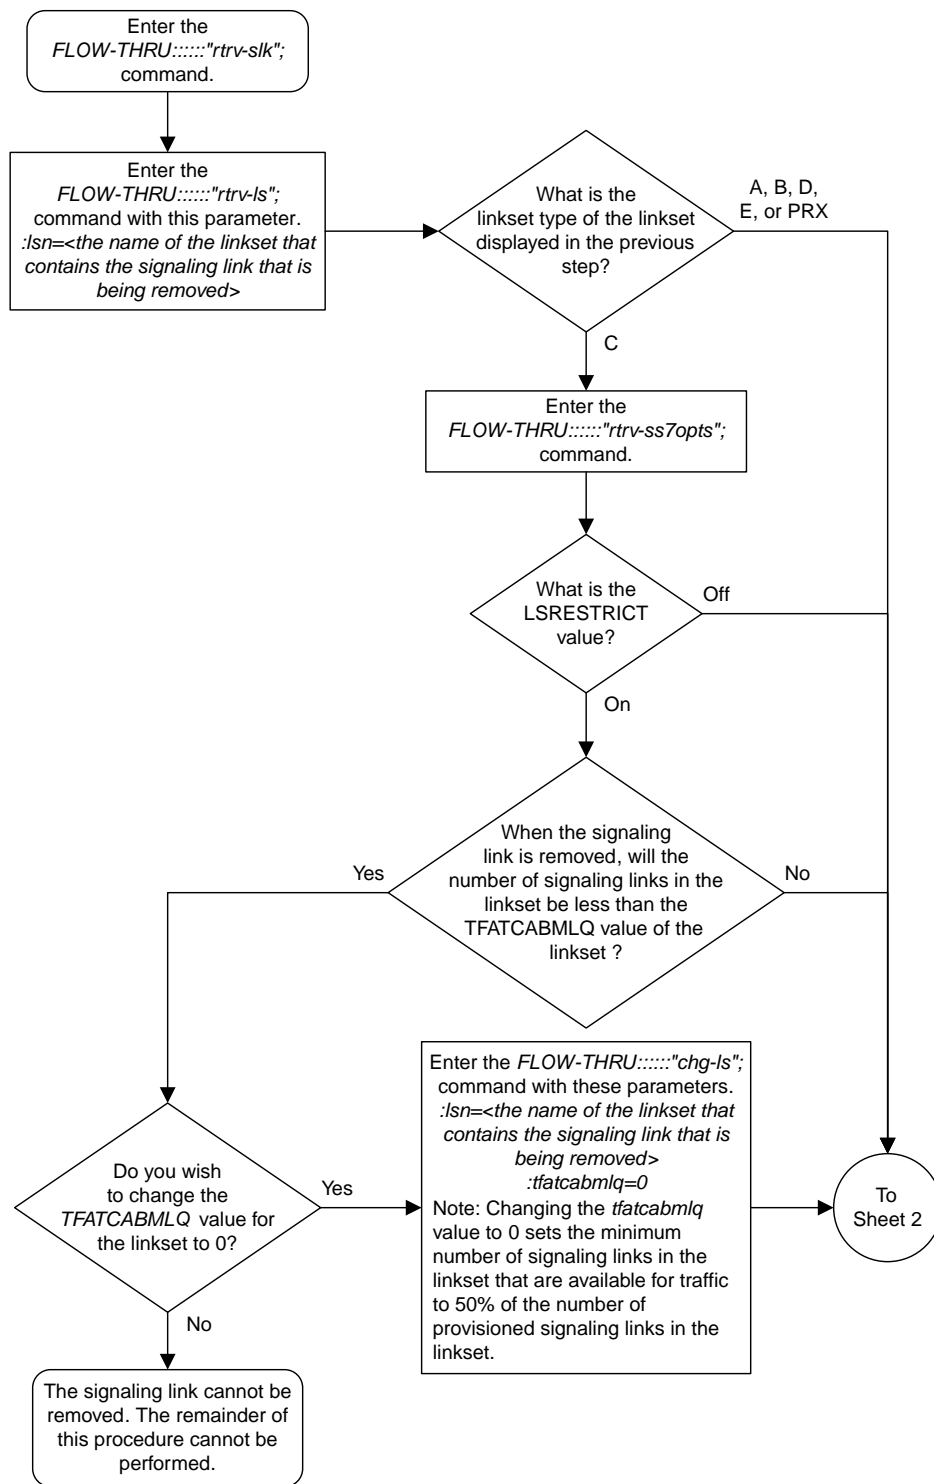 Enter the
FLOW-THRU::::::"rtrv-slk";
command.
Enter the
FLOW-THRU::::::"rtrv-ls";
command with this parameter.
:lsn=<the name of the linkset that
contains the signaling link that is
being removed>
What is the
linkset type of the linkset
displayed in the previous
step?
A, B, D,
E, or PRX
C
Enter the
FLOW-THRU::::::"rtrv-ss7opts";
command.
What is the
LSRESTRICT
value?
Off
On
When the signaling
link is removed, will the
number of signaling links in the
linkset be less than the
TFATCABMLQ value of the
linkset ?
Yes
No
Do you wish
to change the
TFATCABMLQ value for
the linkset to 0?
Yes
No
Enter the FLOW-THRU::::::"chg-ls";
command with these parameters.
:lsn=<the name of the linkset that
contains the signaling link that is
being removed>
:tfatcabmlq=0
Note: Changing the tfatcabmlq
value to 0 sets the minimum
number of signaling links in the
linkset that are available for traffic
to 50% of the number of
provisioned signaling links in the
linkset.
To
Sheet 2
The signaling link cannot be
removed. The remainder of
this procedure cannot be
performed.